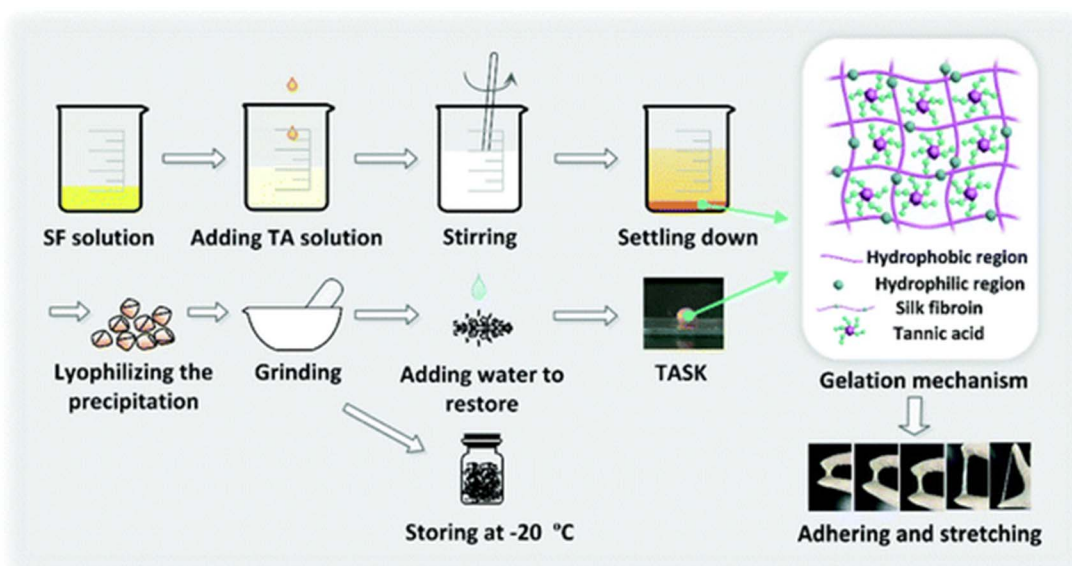 SF solution
Adding TA solution
Stirring
Settling down
Lyophilizing the
precipitation
Grinding
Adding water to
restore
TASK
Storing at -20 °C
Hydrophobic region
Hydrophilic region
Silk fibroin
Tannic acid
Gelation mechanism
Adhering and stretching